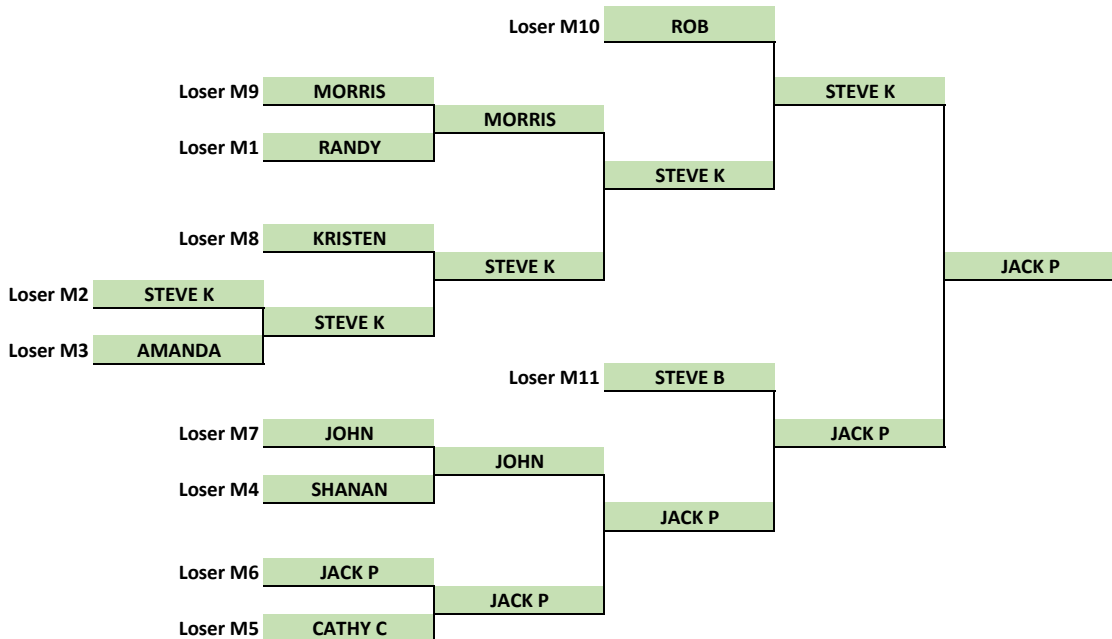 Loser M10 ROB
Loser M9 MORRIS STEVE K
MORRIS
Loser M1 RANDY
STEVE K
Loser M8 KRISTEN
STEVE K JACK P
Loser M2 STEVE K
STEVE K
Loser M3 AMANDA
Loser M11 STEVE B
Loser M7 JOHN JACK P
JOHN
Loser M4 SHANAN
JACK P
Loser M6 JACK P
JACK P
Loser M5 CATHY C